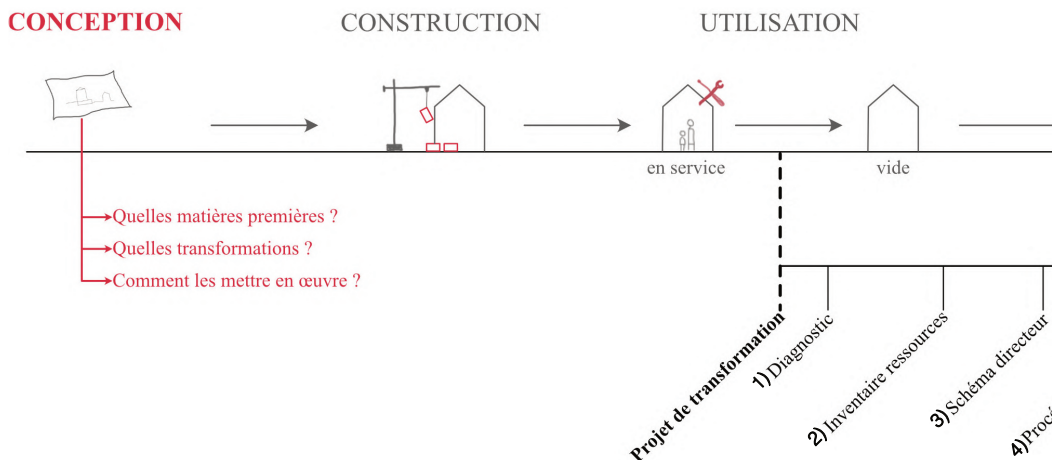 CONCEPTION
CONSTRUCTION
UTILISATION
en service
vide
Quelles matières premières ?
Quelles transformations ?
Comment les mettre en œuvre ?
Projet de transformation
1) Diagnostic
2) Inventaire ressources
3) Schéma directeur
4)